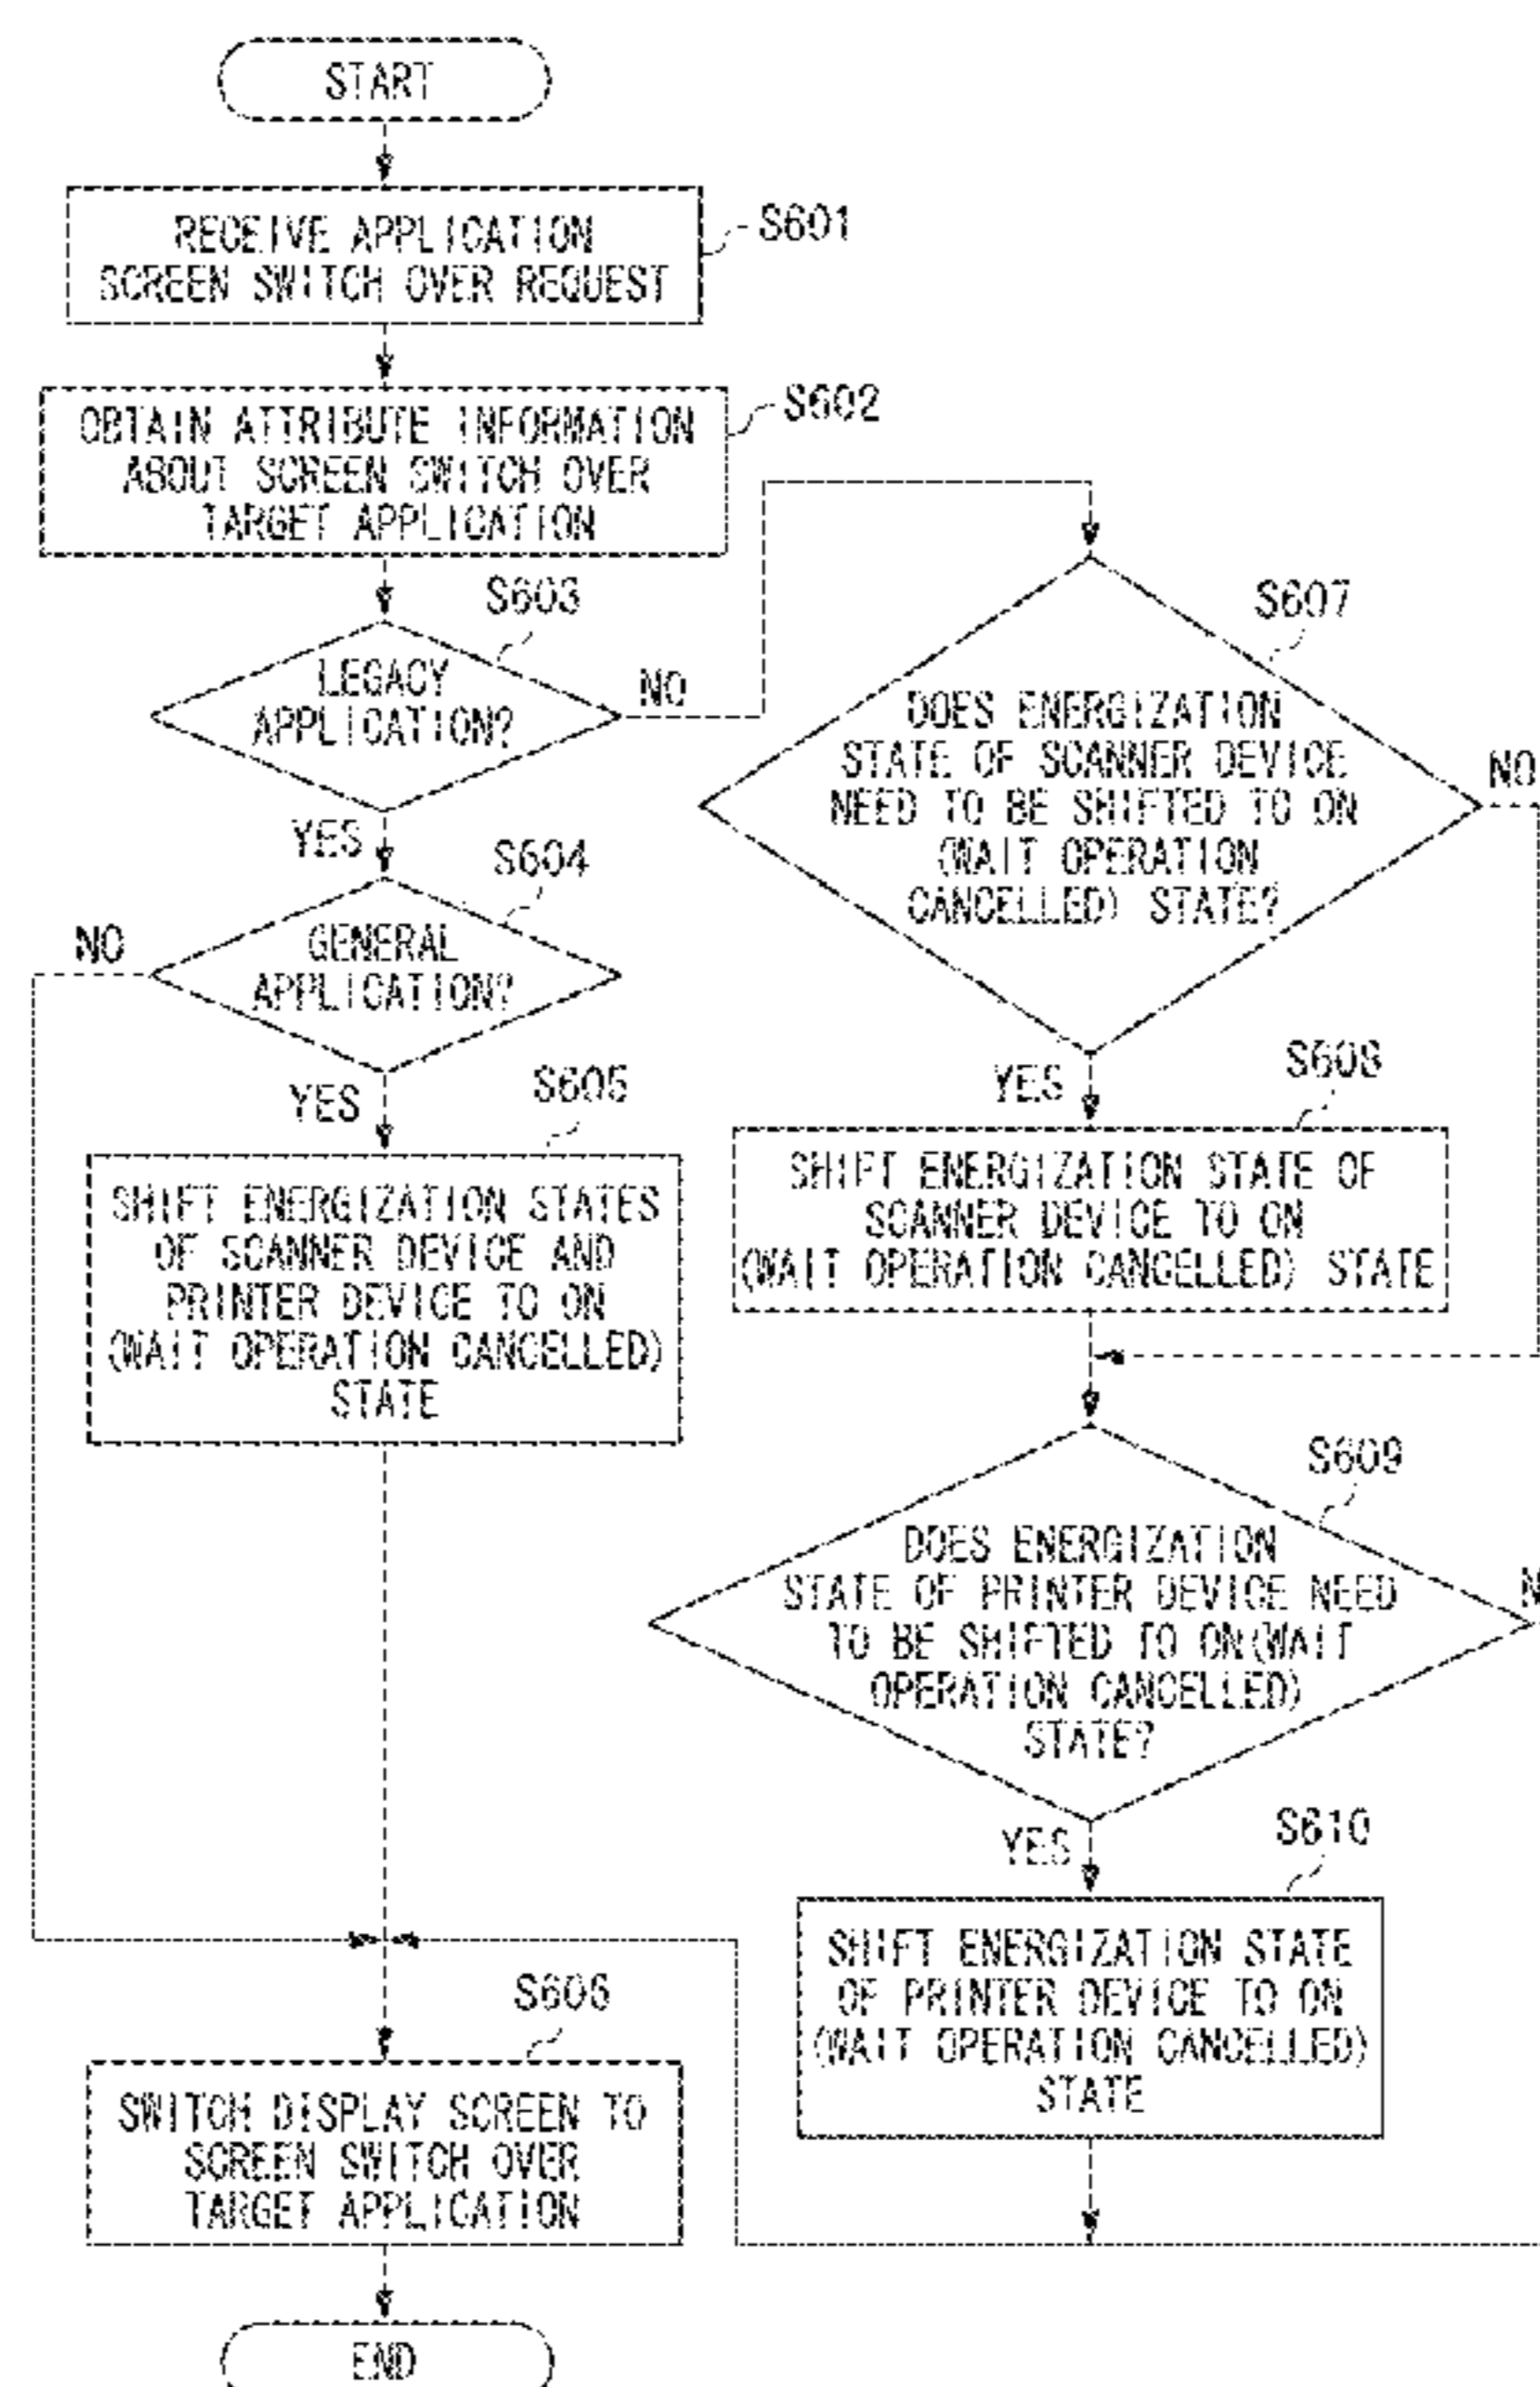 START
RECEIVE APPLICATION
SCREEN SWITCH OVER REQUEST
S601
OBTAIN ATTRIBUTE INFORMATION
ABOUT SCREEN SWITCH OVER
TARGET APPLICATION
S602
LEGACY
APPLICATION?
S603
NO
YES
GENERAL
APPLICATION?
S604
NO
YES
SHIFT ENERGIZATION STATES
OF SCANNER DEVICE AND
PRINTER DEVICE TO ON
(WAIT OPERATION CANCELLED)
STATE
S605
SWITCH DISPLAY SCREEN TO
SCREEN SWITCH OVER
TARGET APPLICATION
S606
END
DOES ENERGIZATION
STATE OF SCANNER DEVICE
NEED TO BE SHIFTED TO ON
(WAIT OPERATION
CANCELLED) STATE?
S607
NO
YES
SHIFT ENERGIZATION STATE OF
SCANNER DEVICE TO ON
(WAIT OPERATION CANCELLED) STATE
S608
DOES ENERGIZATION
STATE OF PRINTER DEVICE NEED
TO BE SHIFTED TO ON(WAIT
OPERATION CANCELLED)
STATE?
S609
YES
SHIFT ENERGIZATION STATE
OF PRINTER DEVICE TO ON
(WAIT OPERATION CANCELLED)
STATE
S610